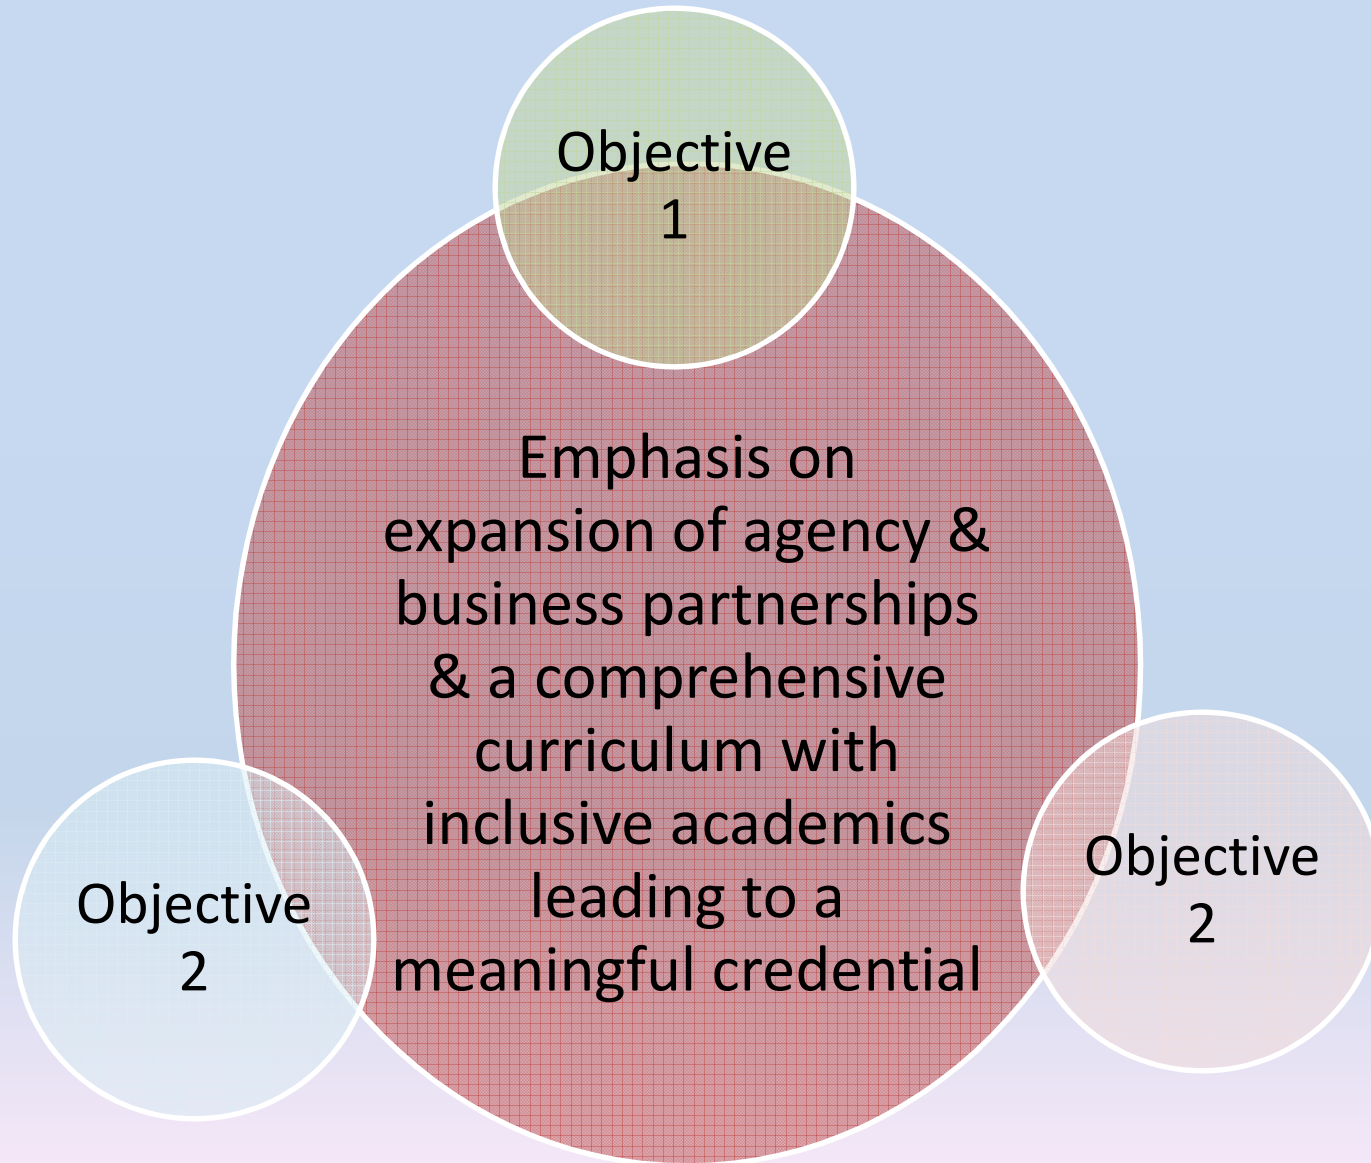 Objective
1
Emphasis on
expansion of agency &
business partnerships
& a comprehensive
curriculum with
inclusive academics
leading to a
meaningful credential
Objective
2
Objective
2